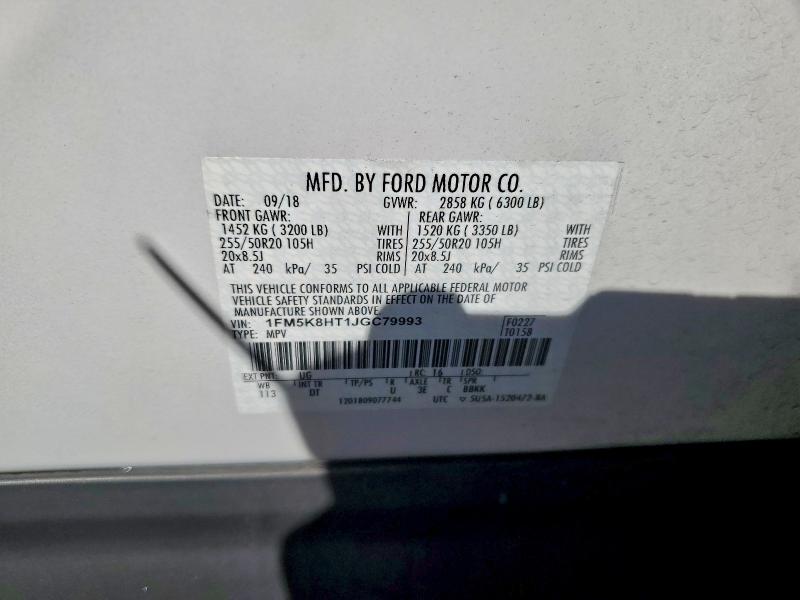 MFD. BY FORD MOTOR CO.
DATE: 09/18 GVWR: 2858 KG ( 6300 LB)
FRONT GAWR: REAR GAWR:
1452 KG ( 3200 LB) WITH 1520 KG ( 3350 LB) WITH
255/50R20 105H TIRES 255/50R20 105H TIRES
20x8.5J RIMS 20x8.5J RIMS
AT 240 kPa/ 35 PSI COLD AT 240 kPa/ 35 PSI COLD
THIS VEHICLE CONFORMS TO ALL APPLICABLE FEDERAL MOTOR
VEHICLE SAFETY STANDARDS IN EFFECT ON THE DATE OF
MANUFACTURE SHOWN ABOVE.
VIN: 1FM5K8HT1JGC79993 F0227
TYPE: MPV T0158
EXT PNT: UG RC: 16 DSO:
WB INT TR TP/PS R AXLE TR SPR
113 DT U 3E C BBKK
1201809077744 UTC